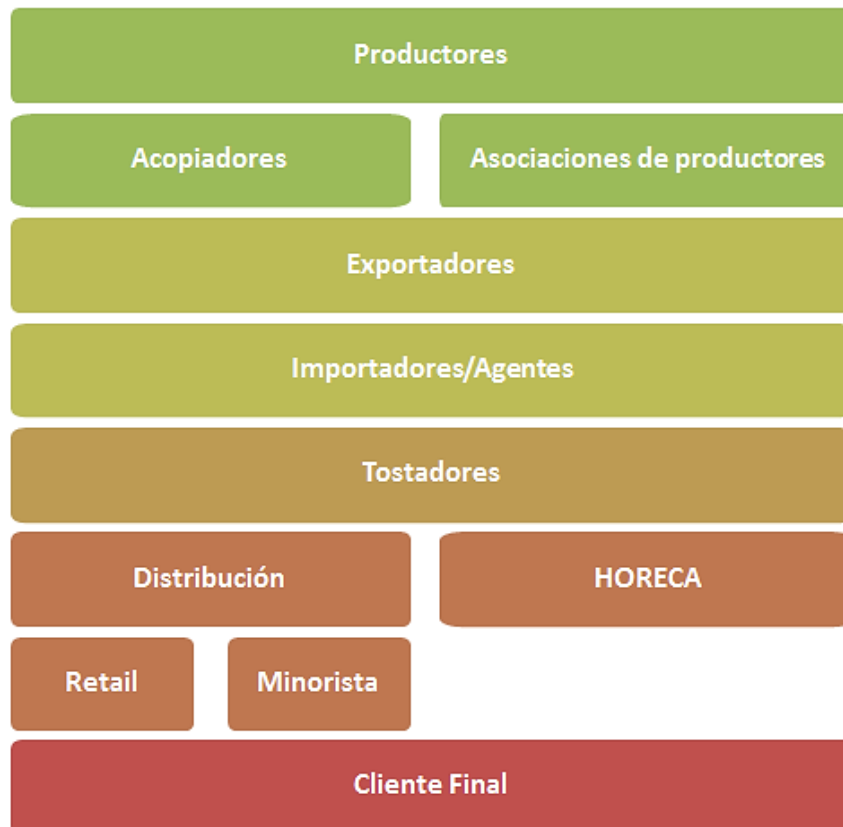 Productores
Acopiadores
Asociaciones de productores
Exportadores
Importadores/Agentes
Tostadores
Distribución
HORECA
Retail
Minorista
Cliente Final